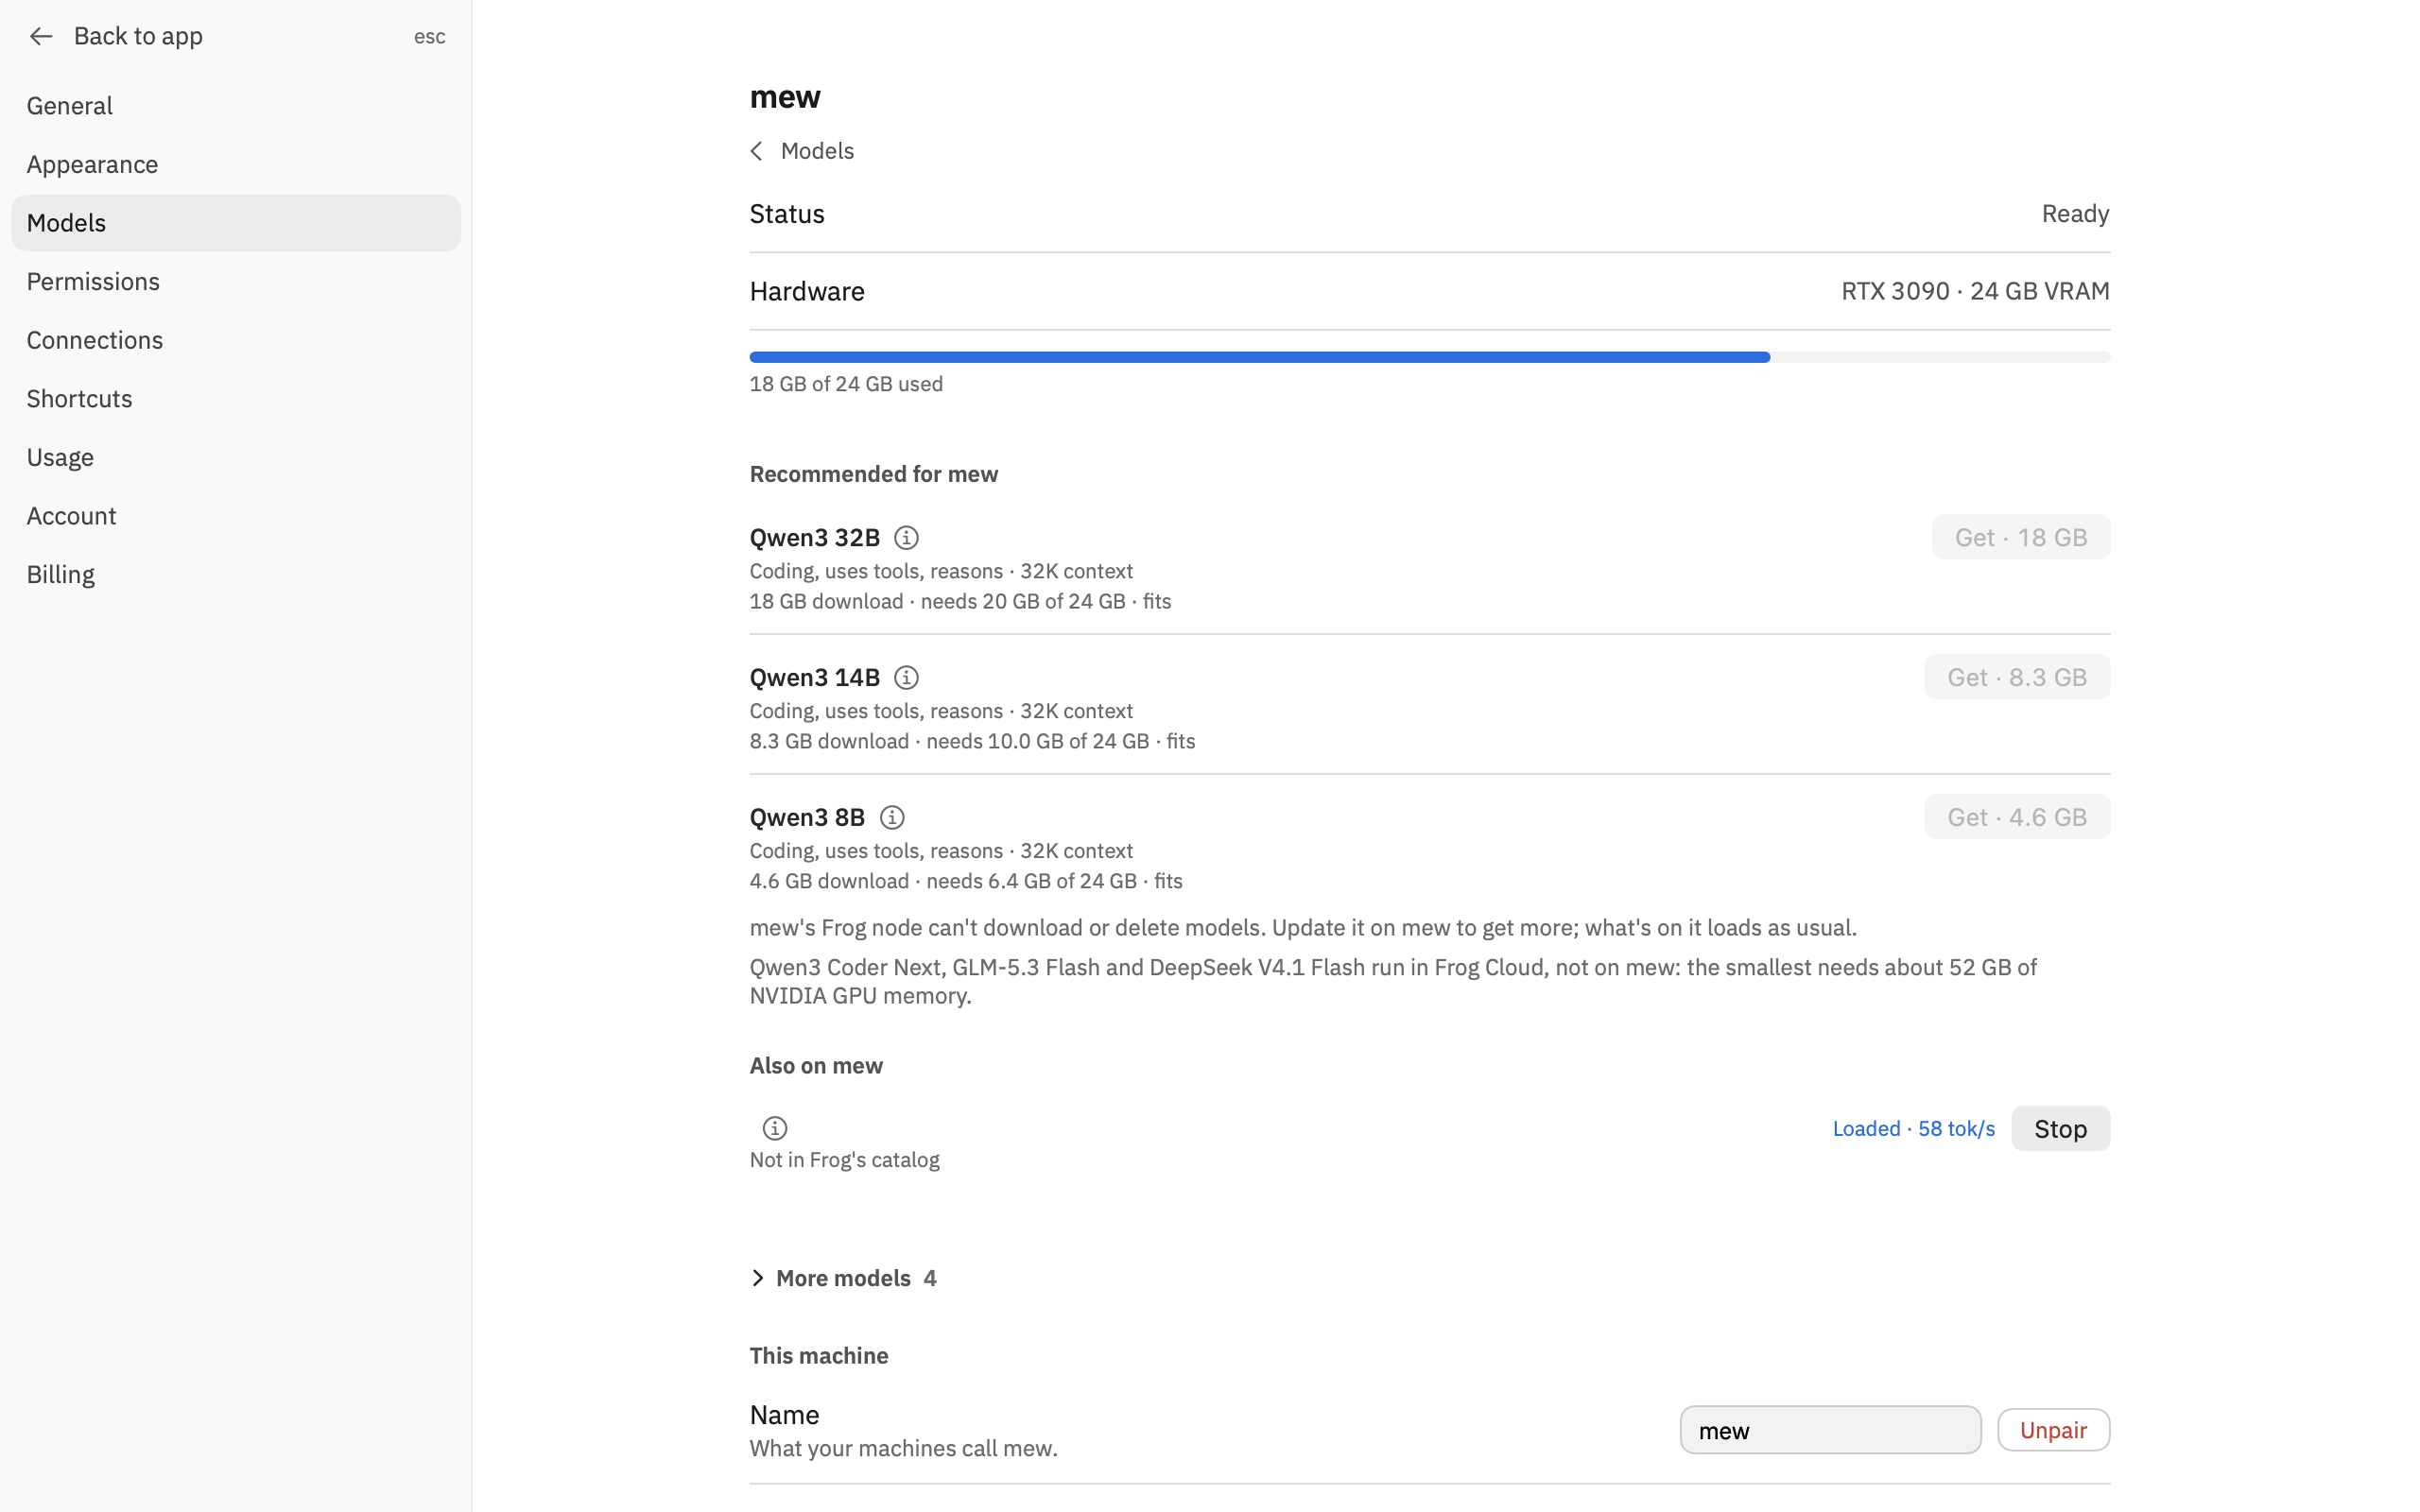 Back to app esc
General
Appearance
Models
Permissions
Connections
Shortcuts
Usage
Account
Billing
mew
Models
Status Ready
Hardware RTX 3090 · 24 GB VRAM
18 GB of 24 GB used
Recommended for mew
Qwen3 32B Get · 18 GB
Coding, uses tools, reasons · 32K context
18 GB download · needs 20 GB of 24 GB · fits
Qwen3 14B Get · 8.3 GB
Coding, uses tools, reasons · 32K context
8.3 GB download · needs 10.0 GB of 24 GB · fits
Qwen3 8B Get · 4.6 GB
Coding, uses tools, reasons · 32K context
4.6 GB download · needs 6.4 GB of 24 GB · fits
mew's Frog node can't download or delete models. Update it on mew to get more; what's on it loads as usual.
Qwen3 Coder Next, GLM-5.3 Flash and DeepSeek V4.1 Flash run in Frog Cloud, not on mew: the smallest needs about 52 GB of
NVIDIA GPU memory.
Also on mew
Loaded · 58 tok/s Stop
Not in Frog's catalog
More models 4
This machine
Name mew Unpair
What your machines call mew.